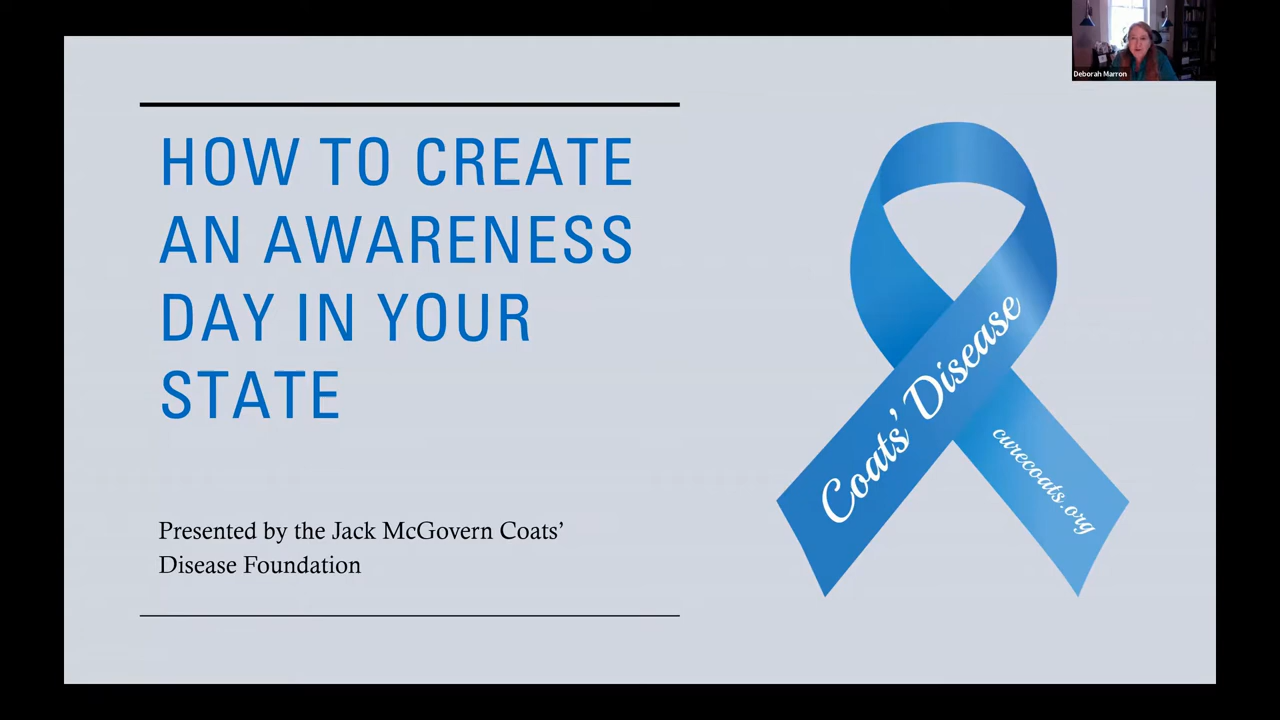 Deborah Marron
HOW TO CREATE
AN AWARENESS
DAY IN YOUR
STATE
Presented by the Jack McGovern Coats’
Disease Foundation
Coats’ Disease
curecoats.org